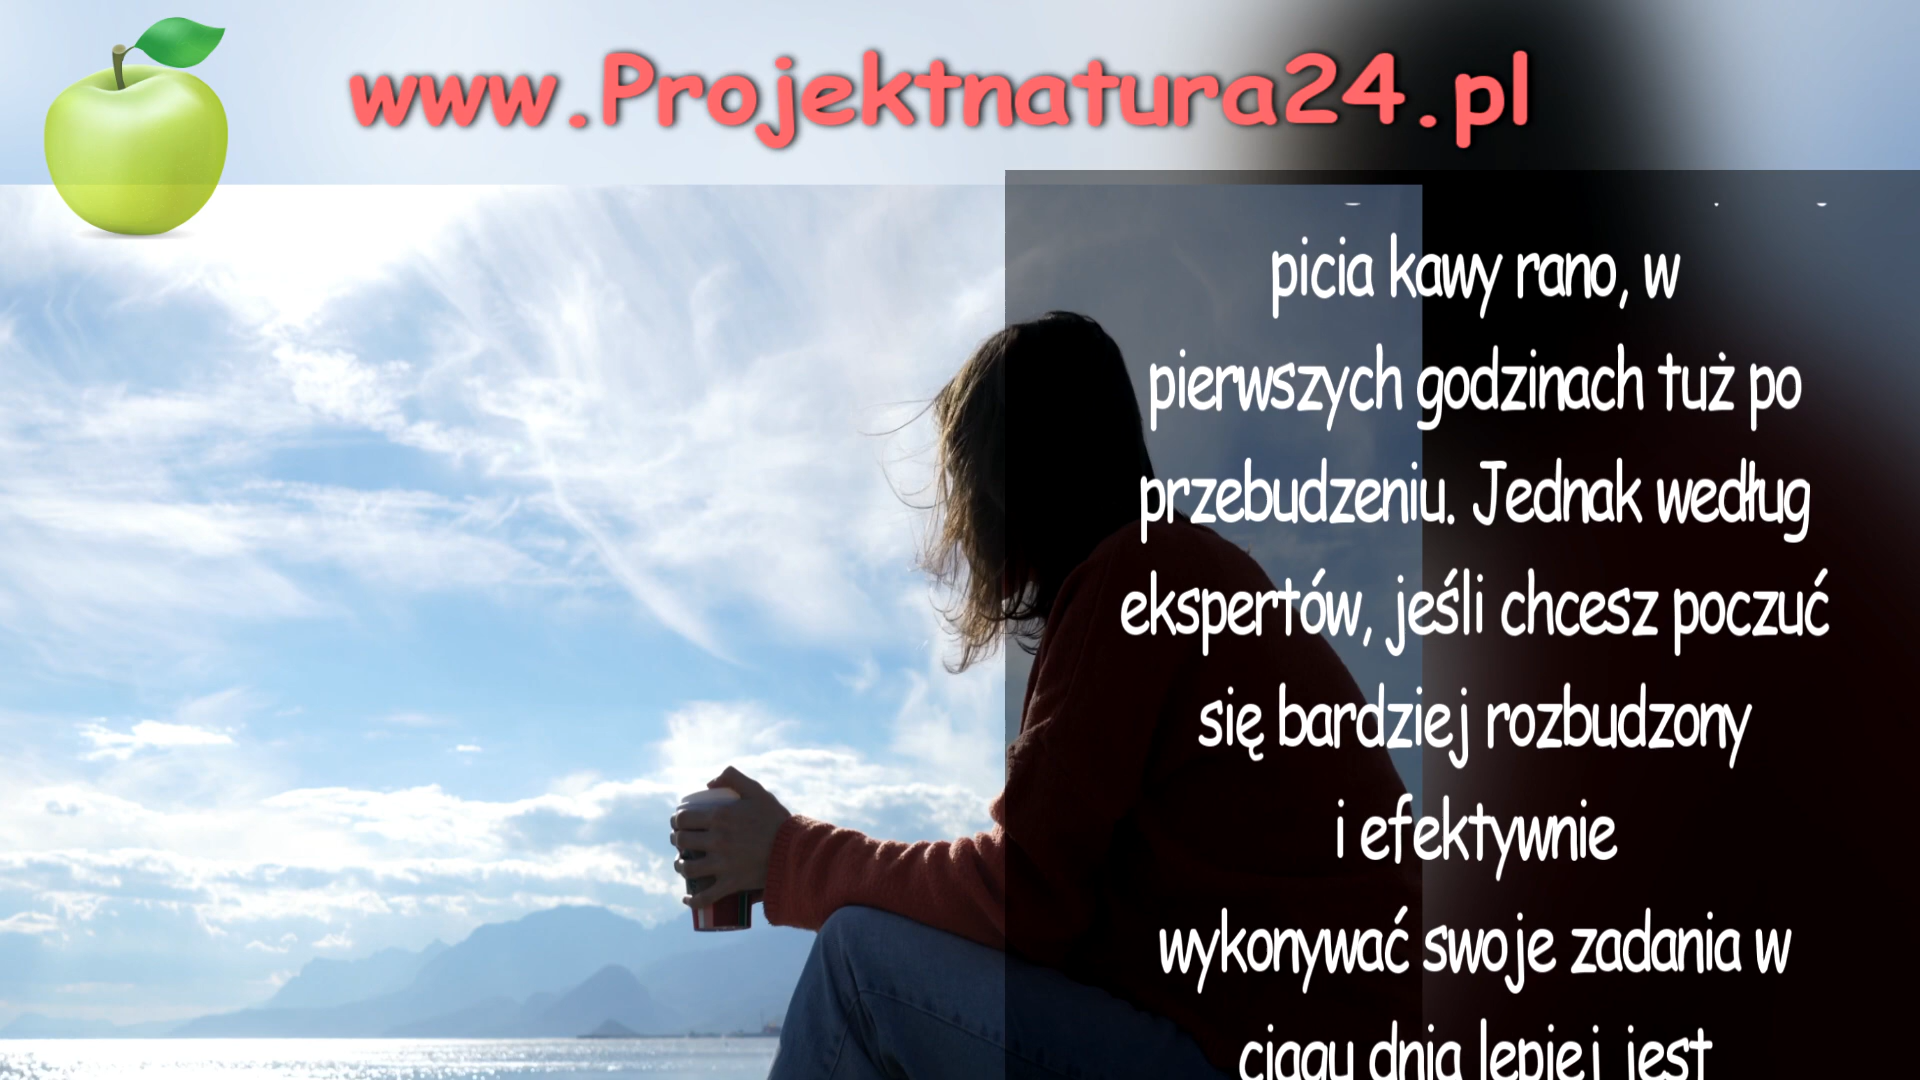 www.Projektnatura24.pl
picia kawy rano, w
pierwszych godzinach tuż po
przebudzeniu. Jednak według
ekspertów, jeśli chcesz poczuć
się bardziej rozbudzony
i efektywnie
wykonywać swoje zadania w
ciągu dnia lepiej jest